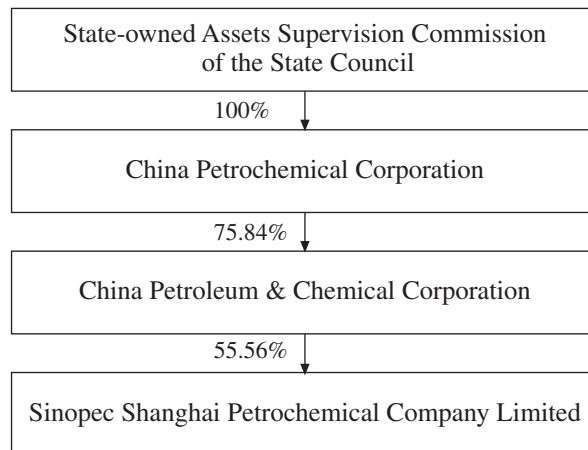 State-owned Assets Supervision Commission
of the State Council
100%
China Petrochemical Corporation
75.84%
China Petroleum & Chemical Corporation
55.56%
Sinopec Shanghai Petrochemical Company Limited